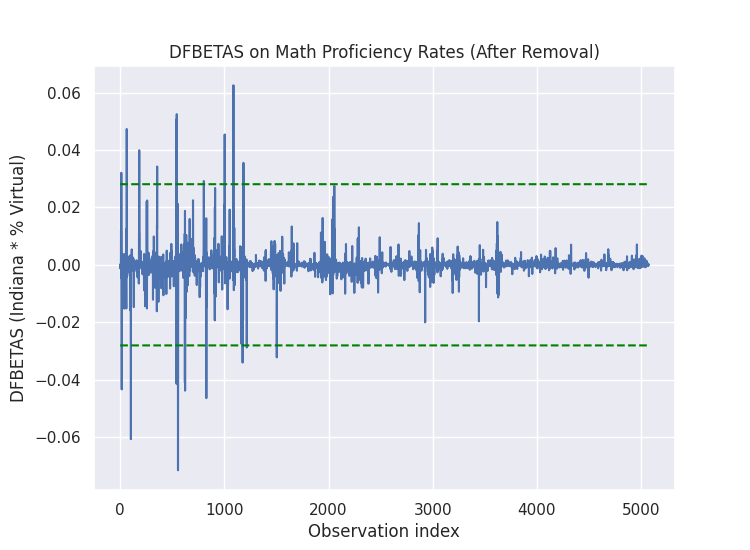 DFBETAS on Math Proficiency Rates (After Removal)
DFBETAS (Indiana * % Virtual)
0.06
0.04
0.02
0.00
−0.02
−0.04
−0.06
0 1000 2000 3000 4000 5000
Observation index